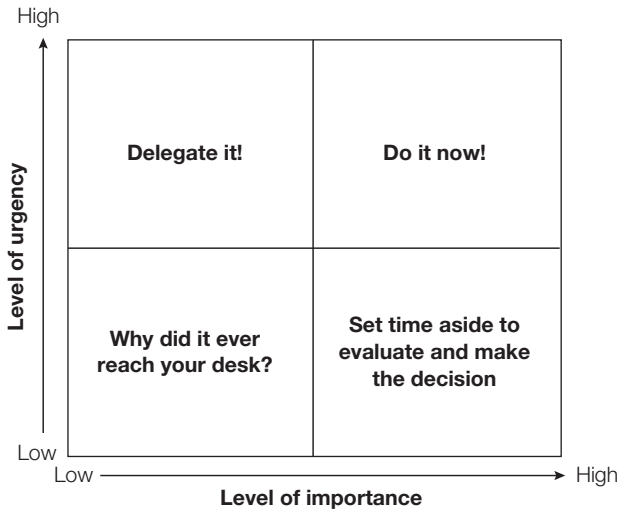 High
Level of urgency
Delegate it!
Do it now!
Why did it ever
reach your desk?
Set time aside to
evaluate and make
the decision
Low
Low
High
Level of importance